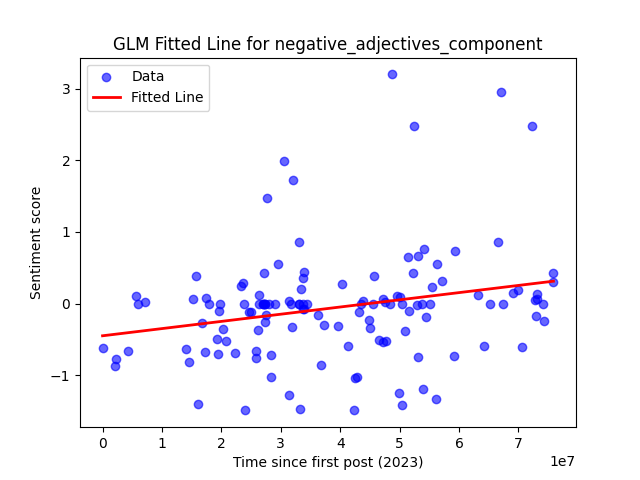 GLM Fitted Line for negative_adjectives_component
Data
Fitted Line
Sentiment score
3
2
1
0
−1
0 1 2 3 4 5 6 7
1e7
Time since first post (2023)